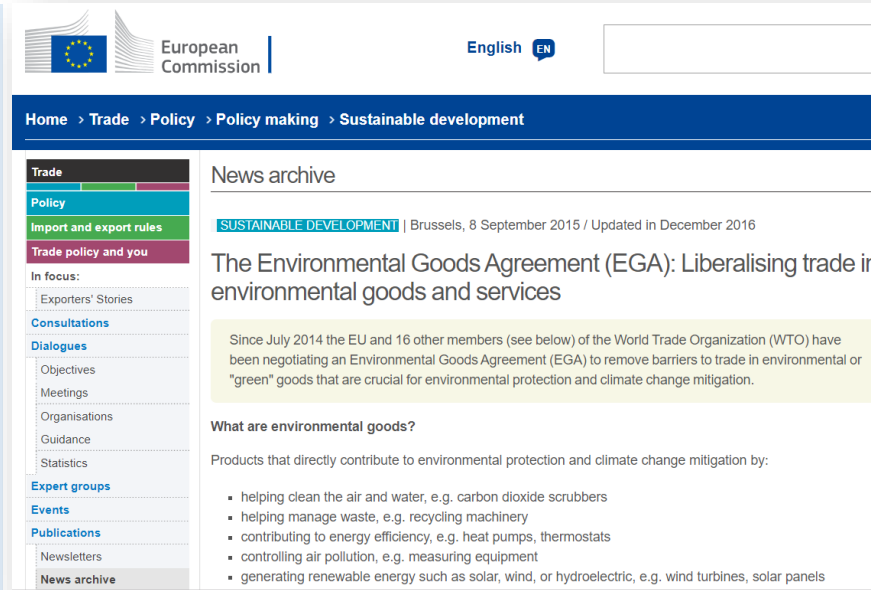 European
Commission
English EN
Home > Trade > Policy > Policy making > Sustainable development
Trade
Policy
Import and export rules
Trade policy and you
In focus:
Exporters' Stories
Consultations
Dialogues
Objectives
Meetings
Organisations
Guidance
Statistics
Expert groups
Events
Publications
Newsletters
News archive
News archive
SUSTAINABLE DEVELOPMENT | Brussels, 8 September 2015 / Updated in December 2016
The Environmental Goods Agreement (EGA): Liberalising trade in
environmental goods and services
Since July 2014 the EU and 16 other members (see below) of the World Trade Organization (WTO) have
been negotiating an Environmental Goods Agreement (EGA) to remove barriers to trade in environmental or
"green" goods that are crucial for environmental protection and climate change mitigation.
What are environmental goods?
Products that directly contribute to environmental protection and climate change mitigation by:
▪ helping clean the air and water, e.g. carbon dioxide scrubbers
▪ helping manage waste, e.g. recycling machinery
▪ contributing to energy efficiency, e.g. heat pumps, thermostats
▪ controlling air pollution, e.g. measuring equipment
▪ generating renewable energy such as solar, wind, or hydroelectric, e.g. wind turbines, solar panels